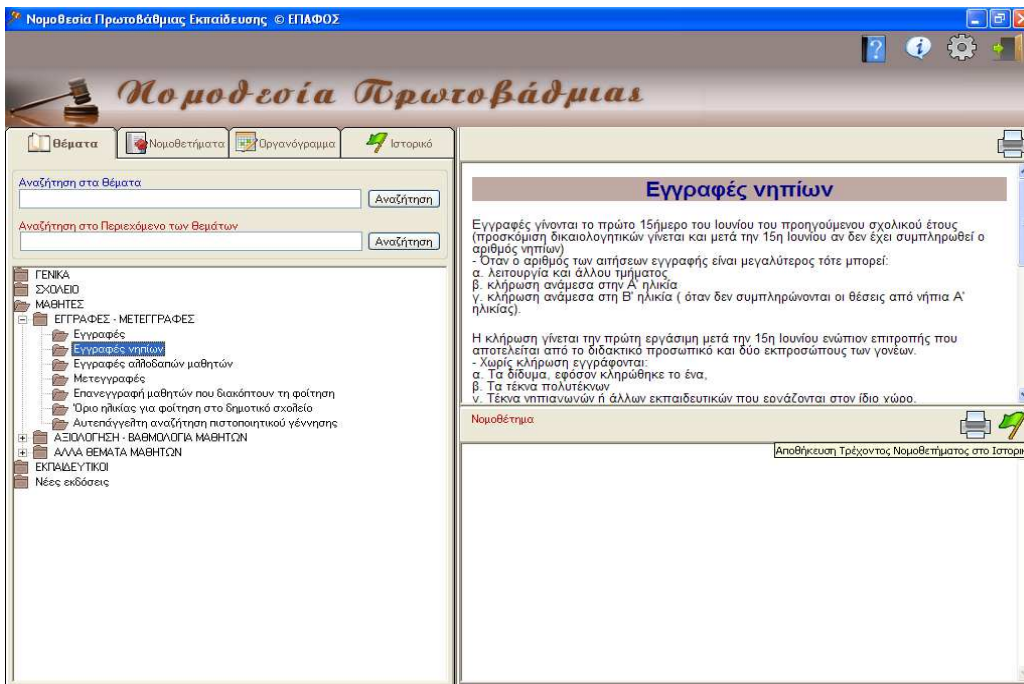 Νομοθεσία Πρωτοβάθμιας Εκπαίδευσης © ΕΠΑΦΟΣ
Νομοθεσία Πρωτοβάθμιας
Θέματα
Νομοθετήματα
Οργανόγραμμα
Ιστορικό
Αναζήτηση στα Θέματα
Αναζήτηση
Αναζήτηση στο Περιεχόμενο των Θεμάτων
Αναζήτηση
ΓΕΝΙΚΑ
ΣΧΟΛΕΙΟ
ΜΑΘΗΤΕΣ
ΕΓΓΡΑΦΕΣ - ΜΕΤΕΓΓΡΑΦΕΣ
Εγγραφές
Εγγραφές νηπίων
Εγγραφές αλλοδαπών μαθητών
Μετεγγραφές
Επανεγγραφή μαθητών που διακόπτουν τη φοίτηση
Όριο ηλικίας για φοίτηση στο δημοτικό σχολείο
Αυτεπάγγελτη αναζήτηση πιστοποιητικού γέννησης
ΑΞΙΟΛΟΓΗΣΗ - ΒΑΘΜΟΛΟΓΙΑ ΜΑΘΗΤΩΝ
ΑΛΛΑ ΘΕΜΑΤΑ ΜΑΘΗΤΩΝ
ΕΚΠΑΙΔΕΥΤΙΚΟΙ
Νέες εκδόσεις
Εγγραφές νηπίων
Εγγραφές γίνονται το πρώτο 15ήμερο του Ιουνίου του προηγούμενου σχολικού έτους
(προσκόμιση δικαιολογητικών γίνεται και μετά την 15η Ιουνίου αν δεν έχει συμπληρωθεί ο
αριθμός νηπίων)
- Όταν ο αριθμός των αιτήσεων εγγραφής είναι μεγαλύτερος τότε μπορεί:
α. λειτουργία και άλλου τμήματος
β. κλήρωση ανάμεσα στην Α' ηλικία
γ. κλήρωση ανάμεσα στη Β' ηλικία ( όταν δεν συμπληρώνονται οι θέσεις από νήπια Α'
ηλικίας).
Η κλήρωση γίνεται την πρώτη εργάσιμη μετά την 15η Ιουνίου ενώπιον επιτροπής που
αποτελείται από το διδακτικό προσωπικό και δύο εκπροσώπους των γονέων.
- Χωρίς κλήρωση εγγράφονται:
α. Τα δίδυμα, εφόσον κληρώθηκε το ένα,
β. Τα τέκνα πολυτέκνων
γ. Τέκνα νηπιαγωγών ή άλλων εκπαιδευτικών που εργάζονται στον ίδιο χώρο.
Νομοθέτημα
Αποθήκευση Τρέχοντος Νομοθετήματος στο Ιστορικ